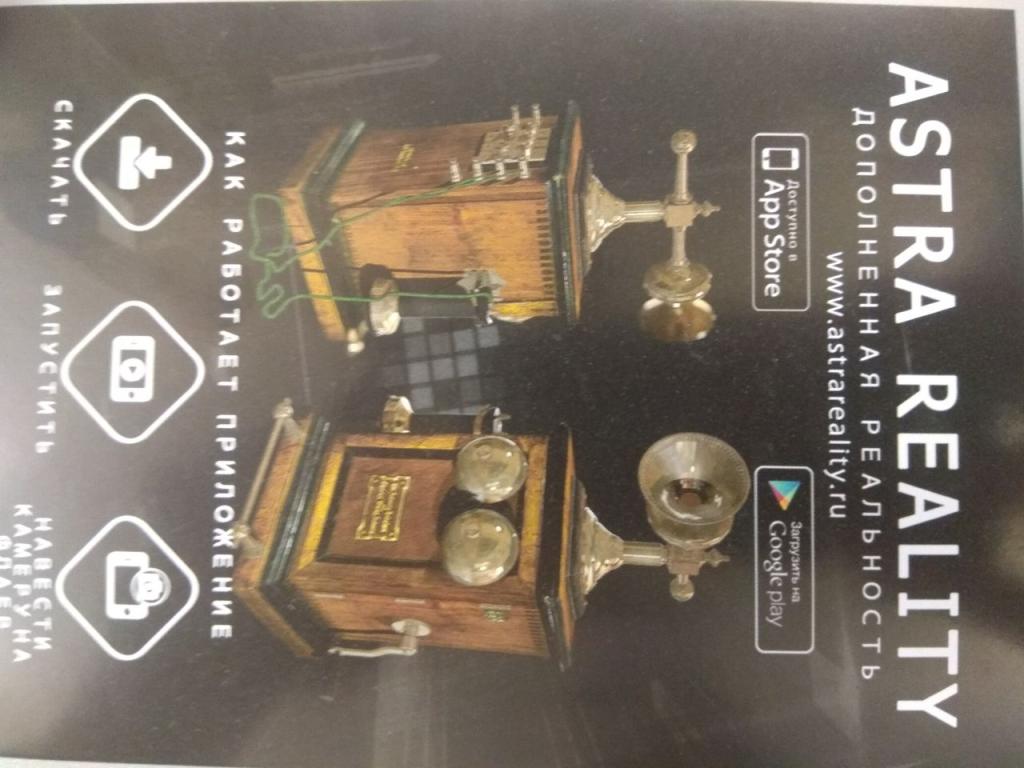 ASTRA REALITY
ДОПОЛНЕННАЯ РЕАЛЬНОСТЬ
www.astrareality.ru
Доступно в
App Store
Загрузить на
Google play
КАК РАБОТАЕТ ПРИЛОЖЕНИЕ
СКАЧАТЬ
ЗАПУСТИТЬ
НАВЕСТИ
КАМЕРУ НА
ФЛАЕР